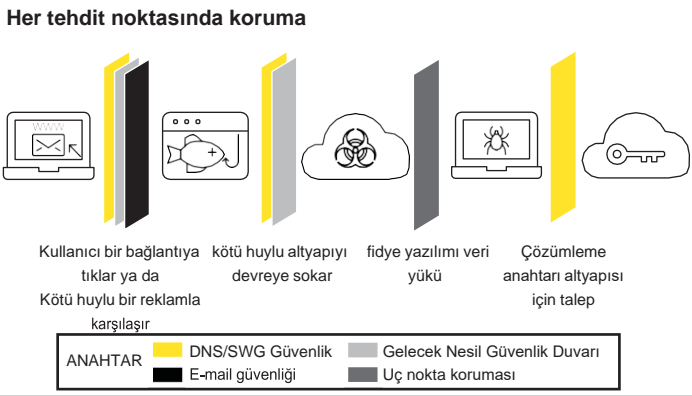 Her tehdit noktasında koruma
Kullanıcı bir bağlantıya
tıklar ya da
Kötü huylu bir reklamla
karşılaşır
kötü huylu altyapıyı
devreye sokar
fidye yazılımı veri
yükü
Çözümleme
anahtarı altyapısı
için talep
ANAHTAR
DNS/SWG Güvenlik
Gelecek Nesil Güvenlik Duvarı
E-mail güvenliği
Uç nokta koruması